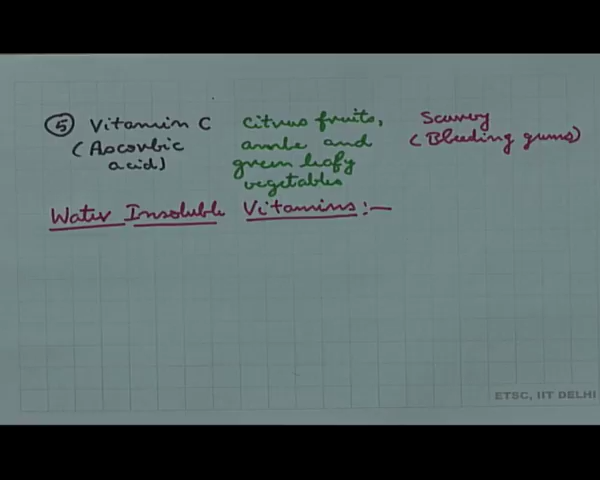 5 Vitamin C citrus fruits, Scurvy
(Ascorbic amla and (Bleeding gums)
acid) green leafy
vegetables
Water Insoluble Vitamins :-
ETSC, IIT DELHI